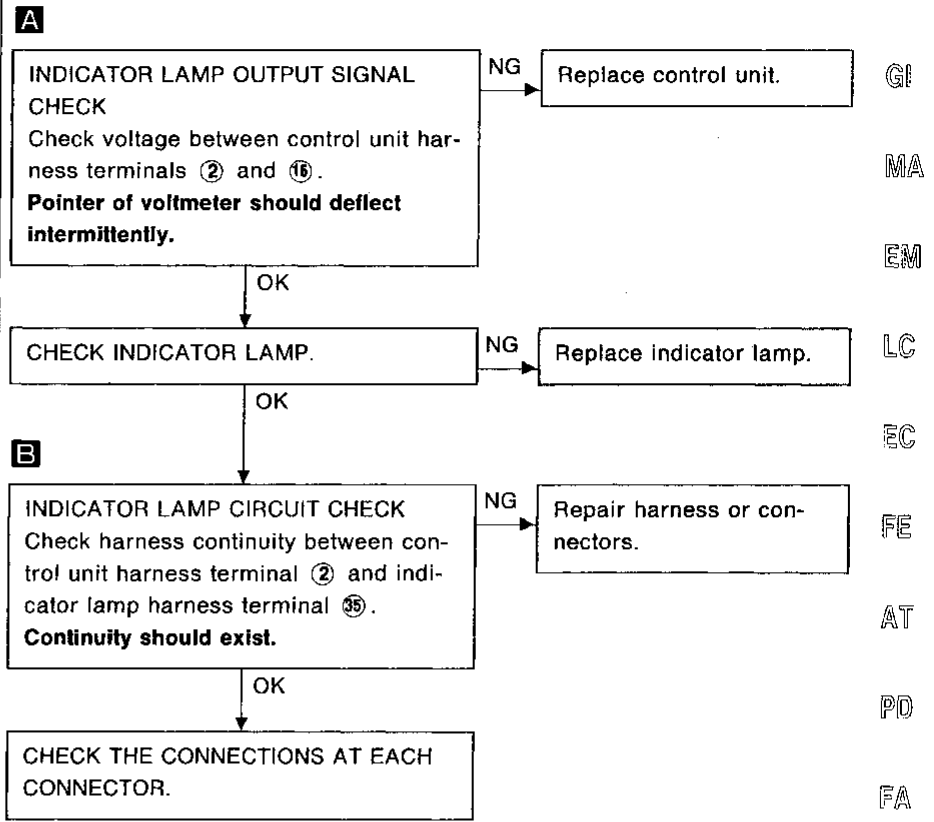 A
INDICATOR LAMP OUTPUT SIGNAL
CHECK
Check voltage between control unit har-
ness terminals ② and ⑯.
Pointer of voltmeter should deflect
intermittently.
NG
Replace control unit.
OK
CHECK INDICATOR LAMP.
NG
Replace indicator lamp.
OK
B
INDICATOR LAMP CIRCUIT CHECK
Check harness continuity between con-
trol unit harness terminal ② and indi-
cator lamp harness terminal ㉟.
Continuity should exist.
NG
Repair harness or con-
nectors.
OK
CHECK THE CONNECTIONS AT EACH
CONNECTOR.
GI
MA
EM
LC
EC
FE
AT
PD
FA